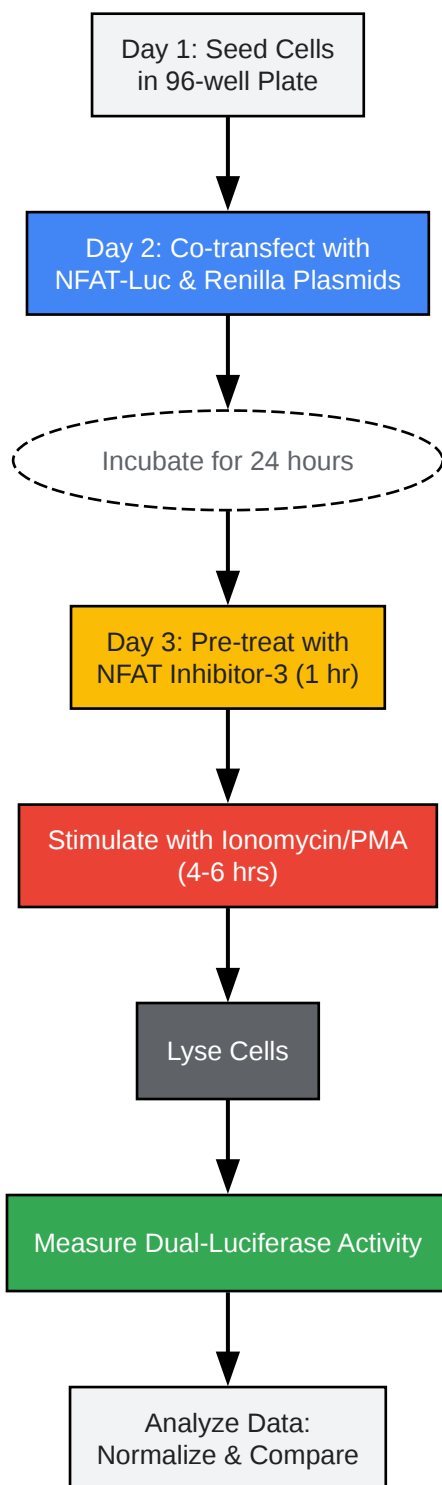 Day 1: Seed Cells
in 96-well Plate
Day 2: Co-transfect with
NFAT-Luc & Renilla Plasmids
Incubate for 24 hours
Day 3: Pre-treat with
NFAT Inhibitor-3 (1 hr)
Stimulate with Ionomycin/PMA
(4-6 hrs)
Lyse Cells
Measure Dual-Luciferase Activity
Analyze Data:
Normalize & Compare